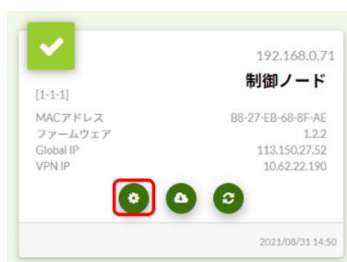 192.168.0.71
制御ノード
[1-1-1]
MACアドレス B8-27-EB-68-8F-AE
ファームウェア 1.2.2
Global IP 113.150.27.52
VPN IP 10.62.22.190
2021/08/31 14:50